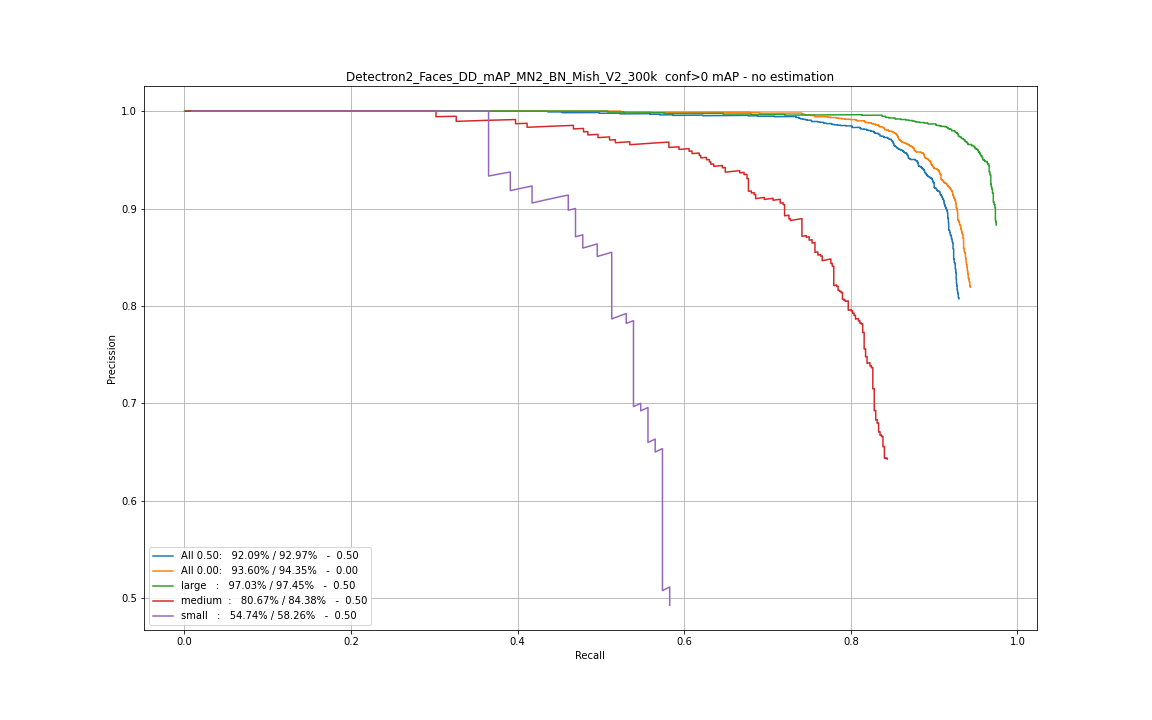 Detectron2_Faces_DD_mAP_MN2_BN_Mish_V2_300k conf>0 mAP - no estimation
1.0
0.9
0.8
0.7
0.6
0.5
Precission
All 0.50: 92.09% / 92.97% - 0.50
All 0.00: 93.60% / 94.35% - 0.00
large : 97.03% / 97.45% - 0.50
medium : 80.67% / 84.38% - 0.50
small : 54.74% / 58.26% - 0.50
0.0 0.2 0.4 0.6 0.8 1.0
Recall